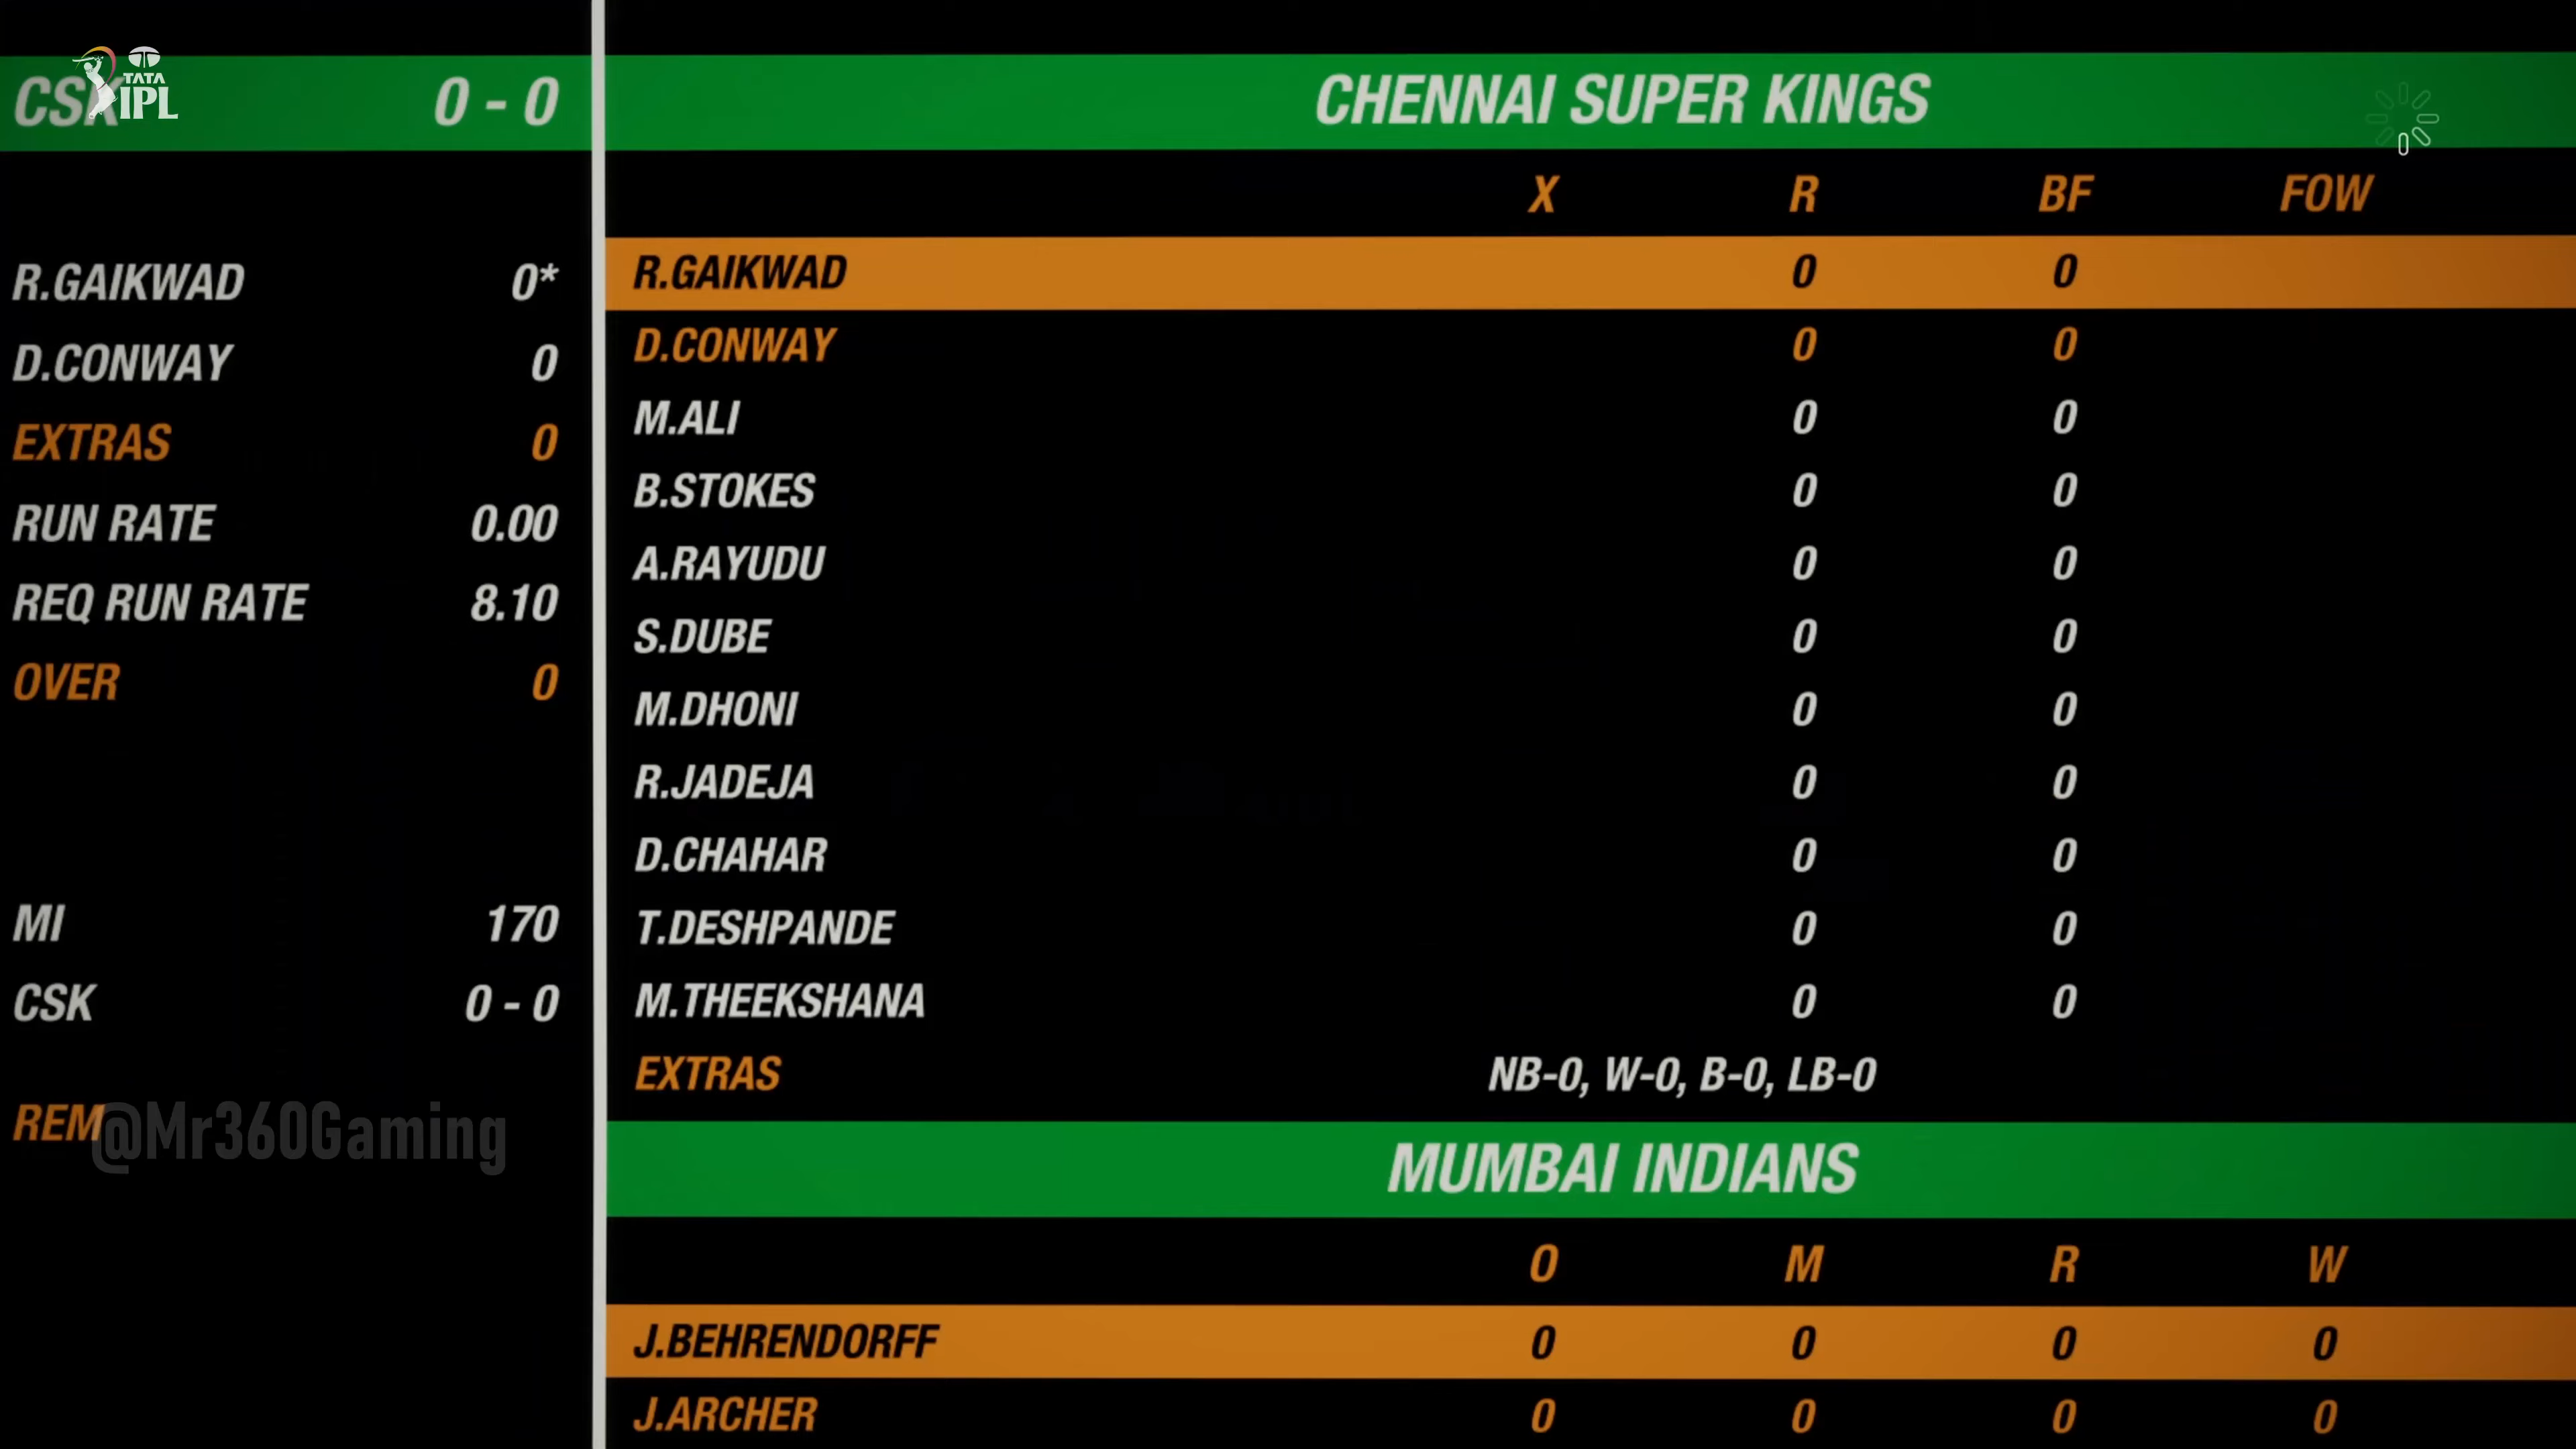 CSK 0 - 0
TATA
IPL
R.GAIKWAD 0*
D.CONWAY 0
EXTRAS 0
RUN RATE 0.00
REQ RUN RATE 8.10
OVER 0
MI 170
CSK 0 - 0
REM
@Mr360Gaming
CHENNAI SUPER KINGS
X R BF FOW
R.GAIKWAD 0 0
D.CONWAY 0 0
M.ALI 0 0
B.STOKES 0 0
A.RAYUDU 0 0
S.DUBE 0 0
M.DHONI 0 0
R.JADEJA 0 0
D.CHAHAR 0 0
T.DESHPANDE 0 0
M.THEEKSHANA 0 0
EXTRAS NB-0, W-0, B-0, LB-0
MUMBAI INDIANS
O M R W
J.BEHRENDORFF 0 0 0 0
J.ARCHER 0 0 0 0